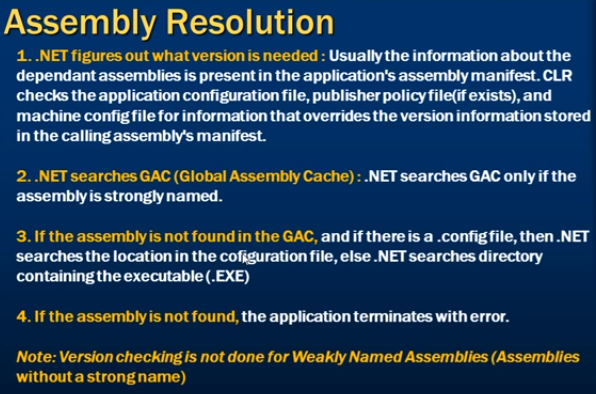 Assembly Resolution
1. .NET figures out what version is needed : Usually the information about the
dependant assemblies is present in the application's assembly manifest. CLR
checks the application configuration file, publisher policy file(if exists), and
machine config file for information that overrides the version information stored
in the calling assembly's manifest.
2. .NET searches GAC (Global Assembly Cache) : .NET searches GAC only if the
assembly is strongly named.
3. If the assembly is not found in the GAC, and if there is a .config file, then .NET
searches the location in the cofiguration file, else .NET searches directory
containing the executable (.EXE)
4. If the assembly is not found, the application terminates with error.
Note: Version checking is not done for Weakly Named Assemblies (Assemblies
without a strong name)